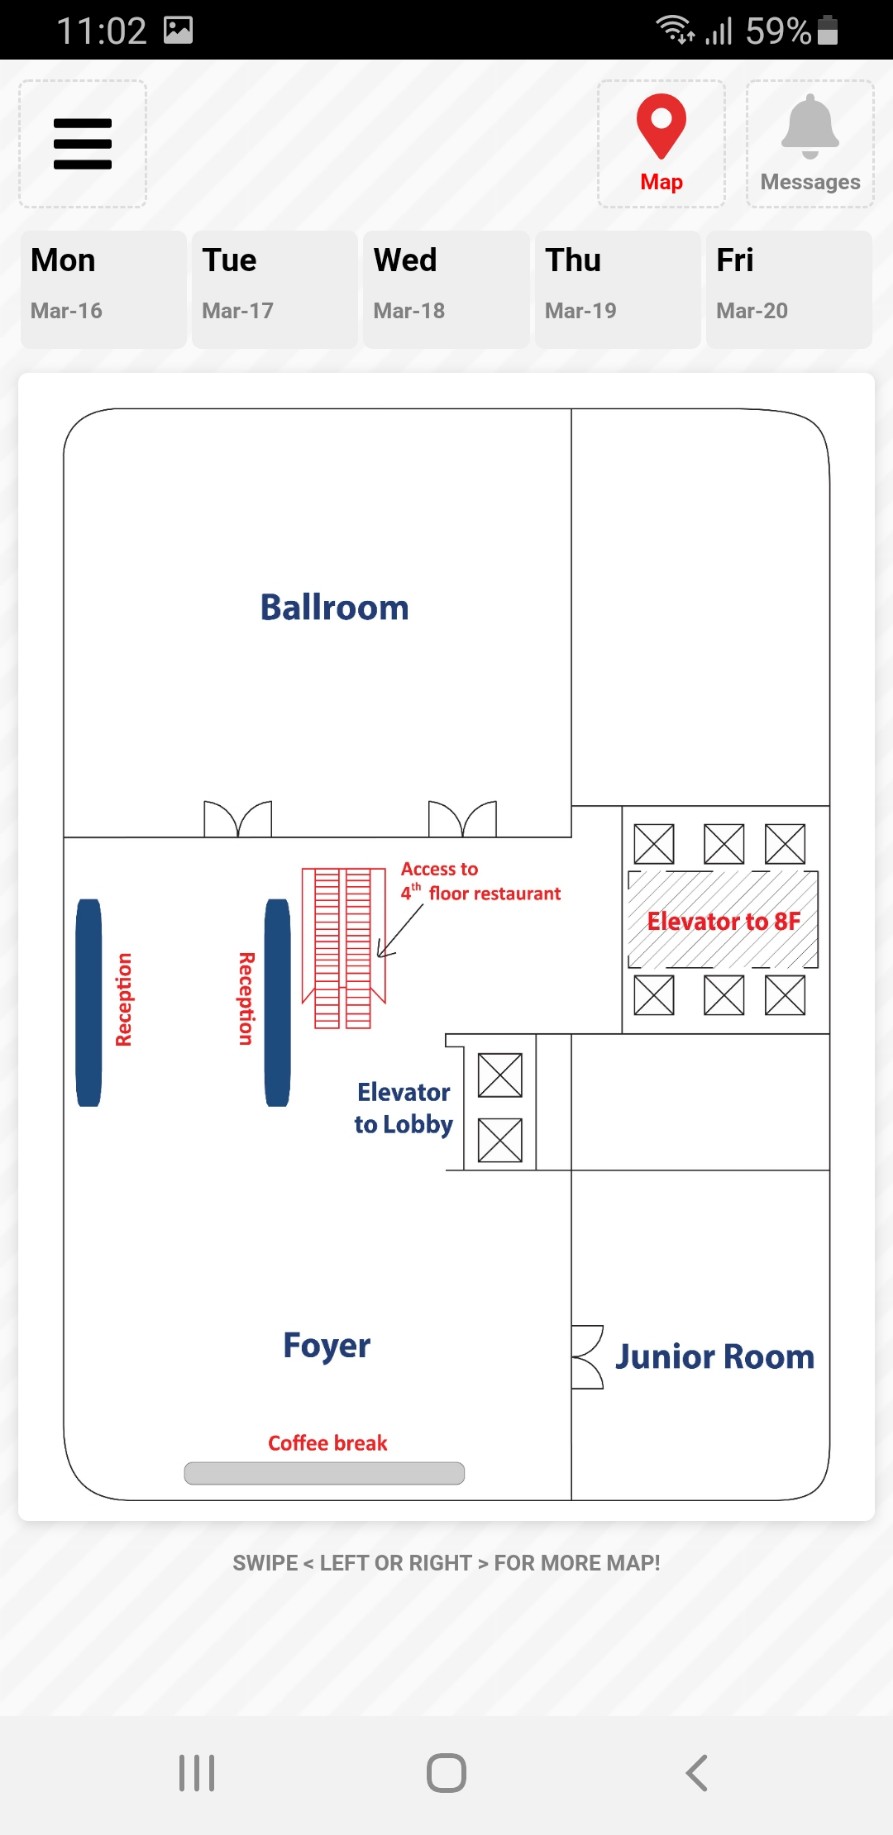 11:02
59%
Map
Messages
Mon
Mar-16
Tue
Mar-17
Wed
Mar-18
Thu
Mar-19
Fri
Mar-20
Ballroom
Access to
4th floor restaurant
Elevator to 8F
Reception
Reception
Elevator
to Lobby
Foyer
Junior Room
Coffee break
SWIPE < LEFT OR RIGHT > FOR MORE MAP!